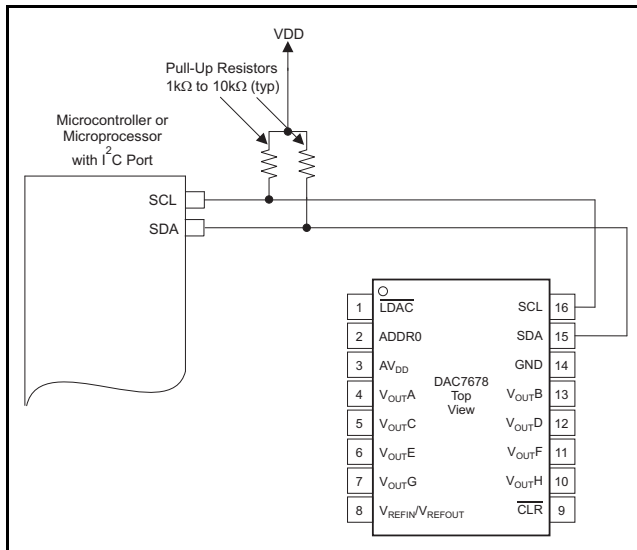 VDD
Pull-Up Resistors
1kΩ to 10kΩ (typ)
Microcontroller or
Microprocessor
with I²C Port
SCL
SDA
1 LDAC SCL 16
2 ADDR0 SDA 15
3 AVDD GND 14
4 VOUTA VOUTB 13
5 VOUTC VOUTD 12
6 VOUTE VOUTF 11
7 VOUTG VOUTH 10
8 VREFIN/VREFOUT CLR 9
DAC7678
Top
View